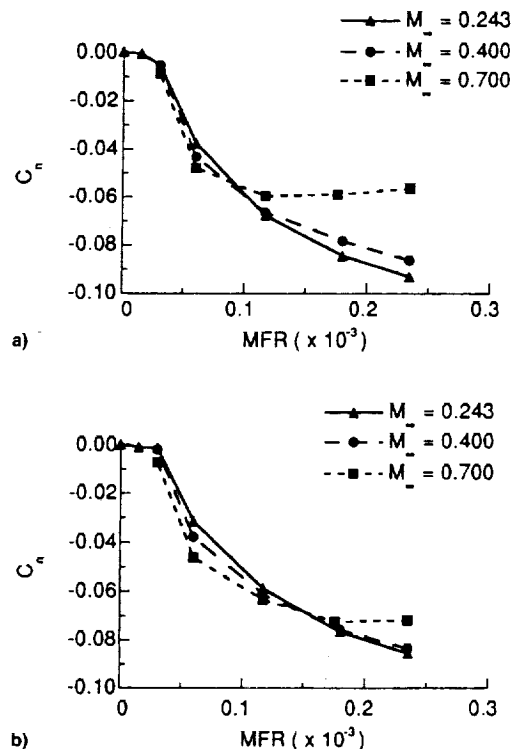 M∞ = 0.243
M∞ = 0.400
M∞ = 0.700
0.00
-0.02
-0.04
-0.06
-0.08
-0.10
Cn
0 0.1 0.2 0.3
a) MFR ( x 10-3)
M∞ = 0.243
M∞ = 0.400
M∞ = 0.700
0.00
-0.02
-0.04
-0.06
-0.08
-0.10
Cn
0 0.1 0.2 0.3
b) MFR ( x 10-3)